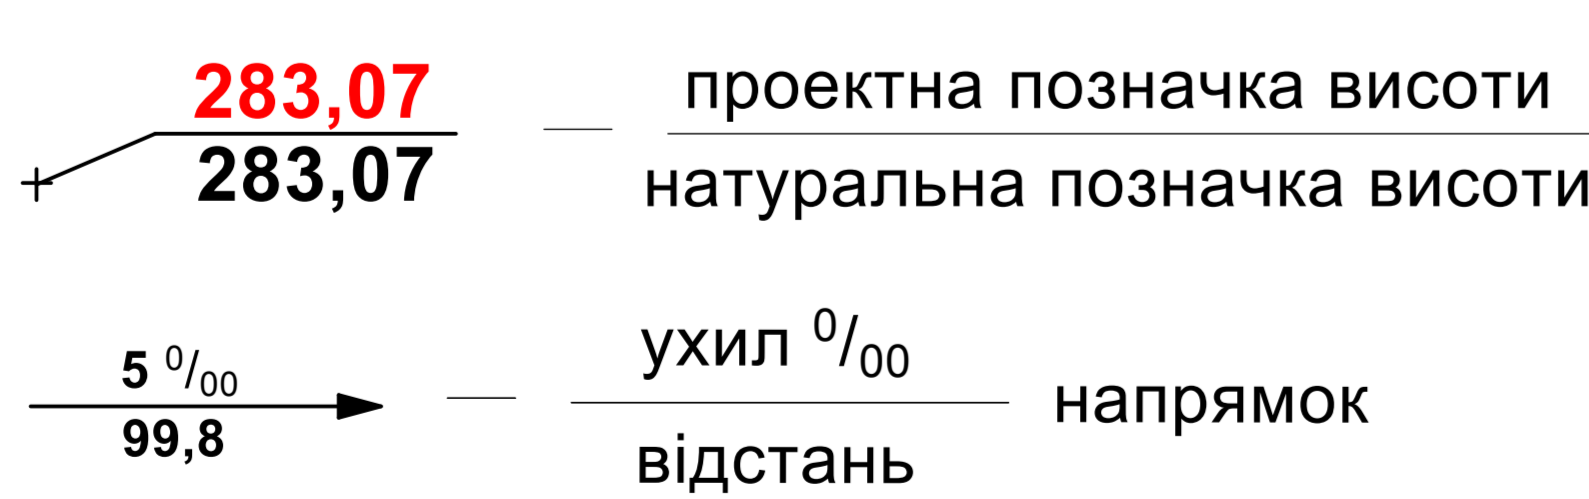 283,07 — проектна позначка висоти
283,07 натуральна позначка висоти
5 0/00 — ухил 0/00 напрямок
99,8 відстань